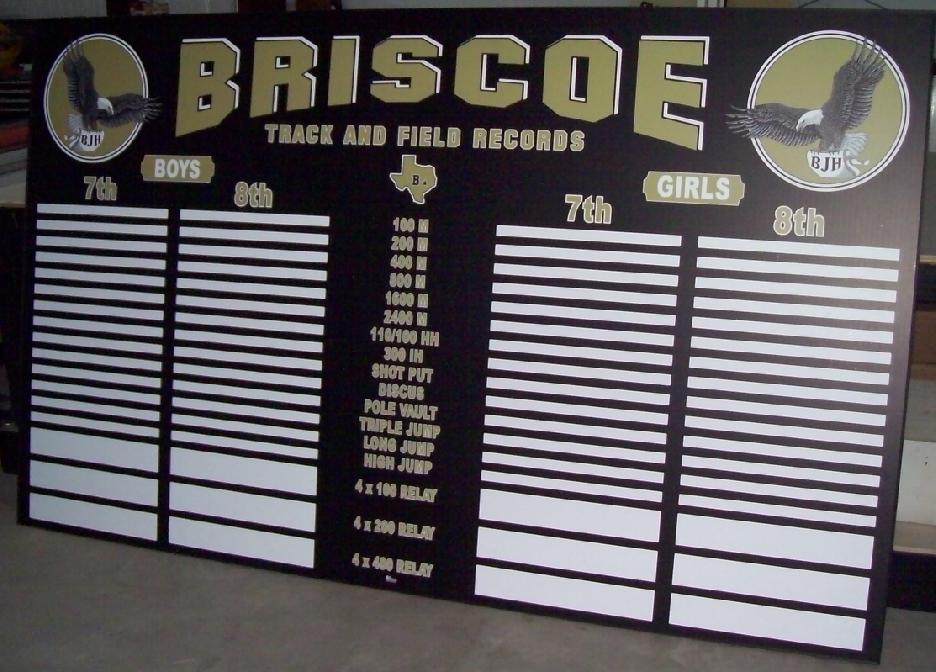 BRISCOE
TRACK AND FIELD RECORDS
BJH
BJH
BOYS
GIRLS
7th
8th
7th
8th
B
100 M
200 M
400 M
800 M
1600 M
2400 M
110/100 HH
300 IH
SHOT PUT
DISCUS
POLE VAULT
TRIPLE JUMP
LONG JUMP
HIGH JUMP
4 x 100 RELAY
4 x 200 RELAY
4 x 400 RELAY